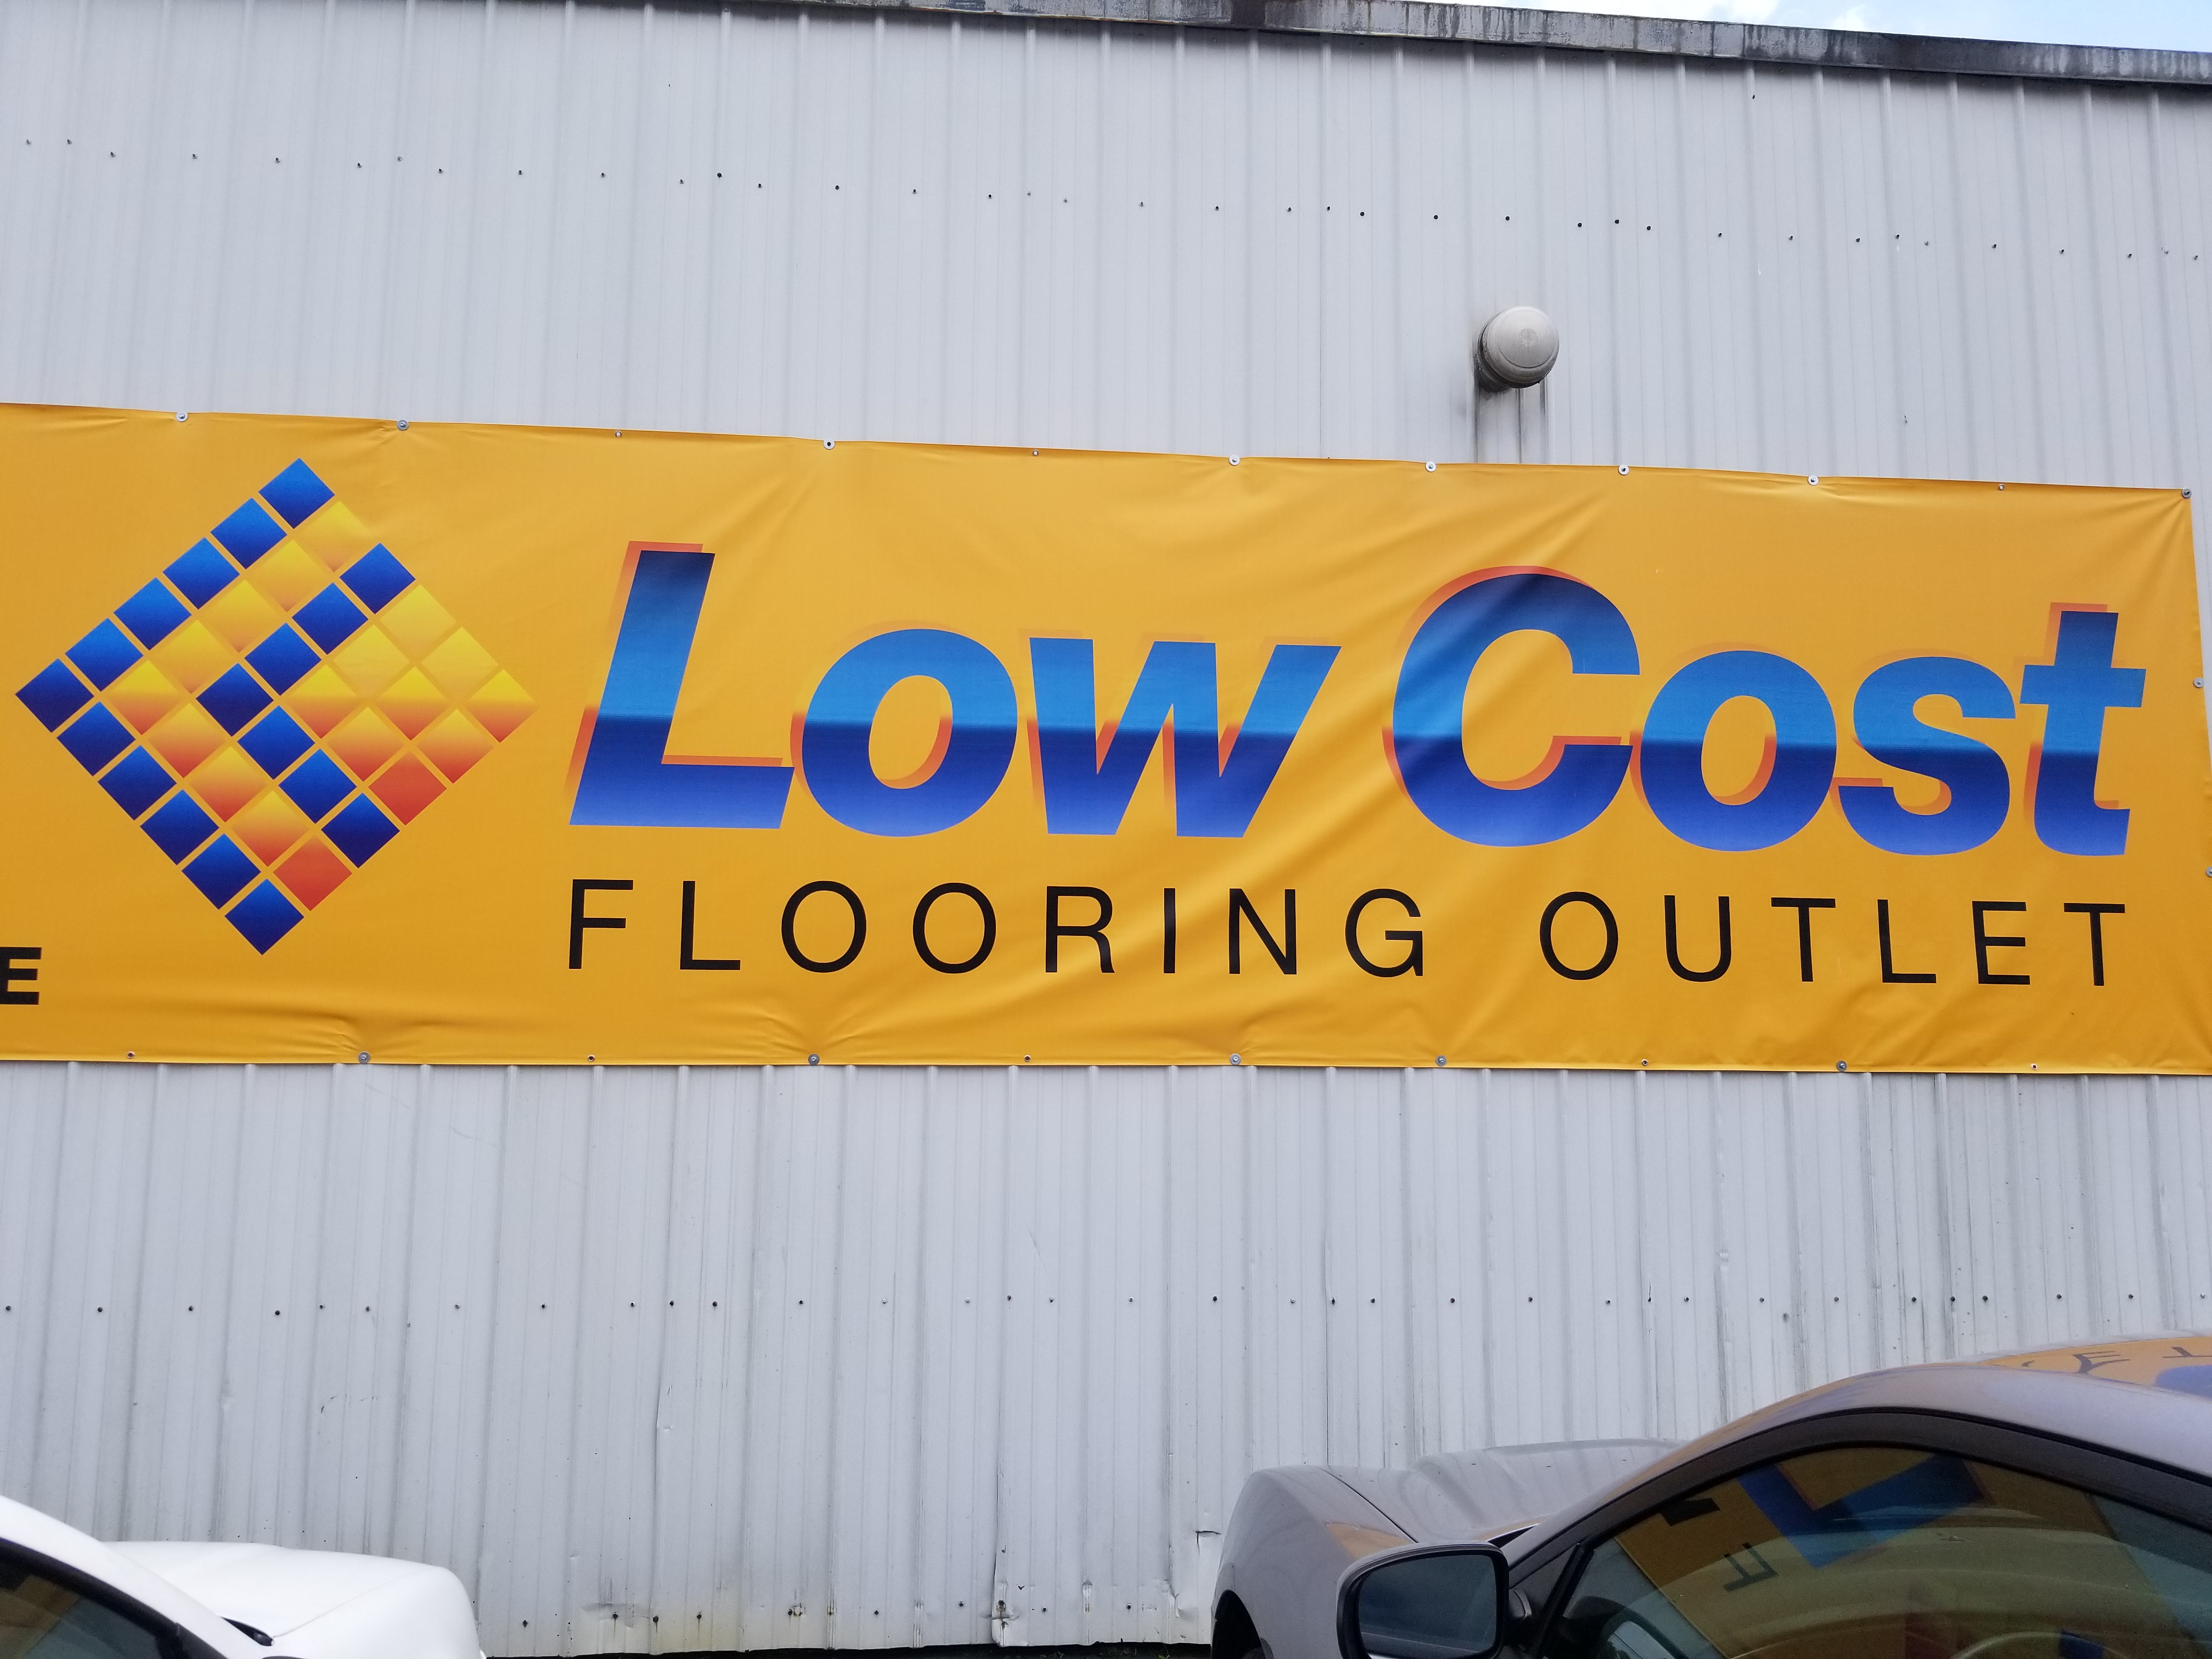 Low Cost
FLOORING OUTLET
E